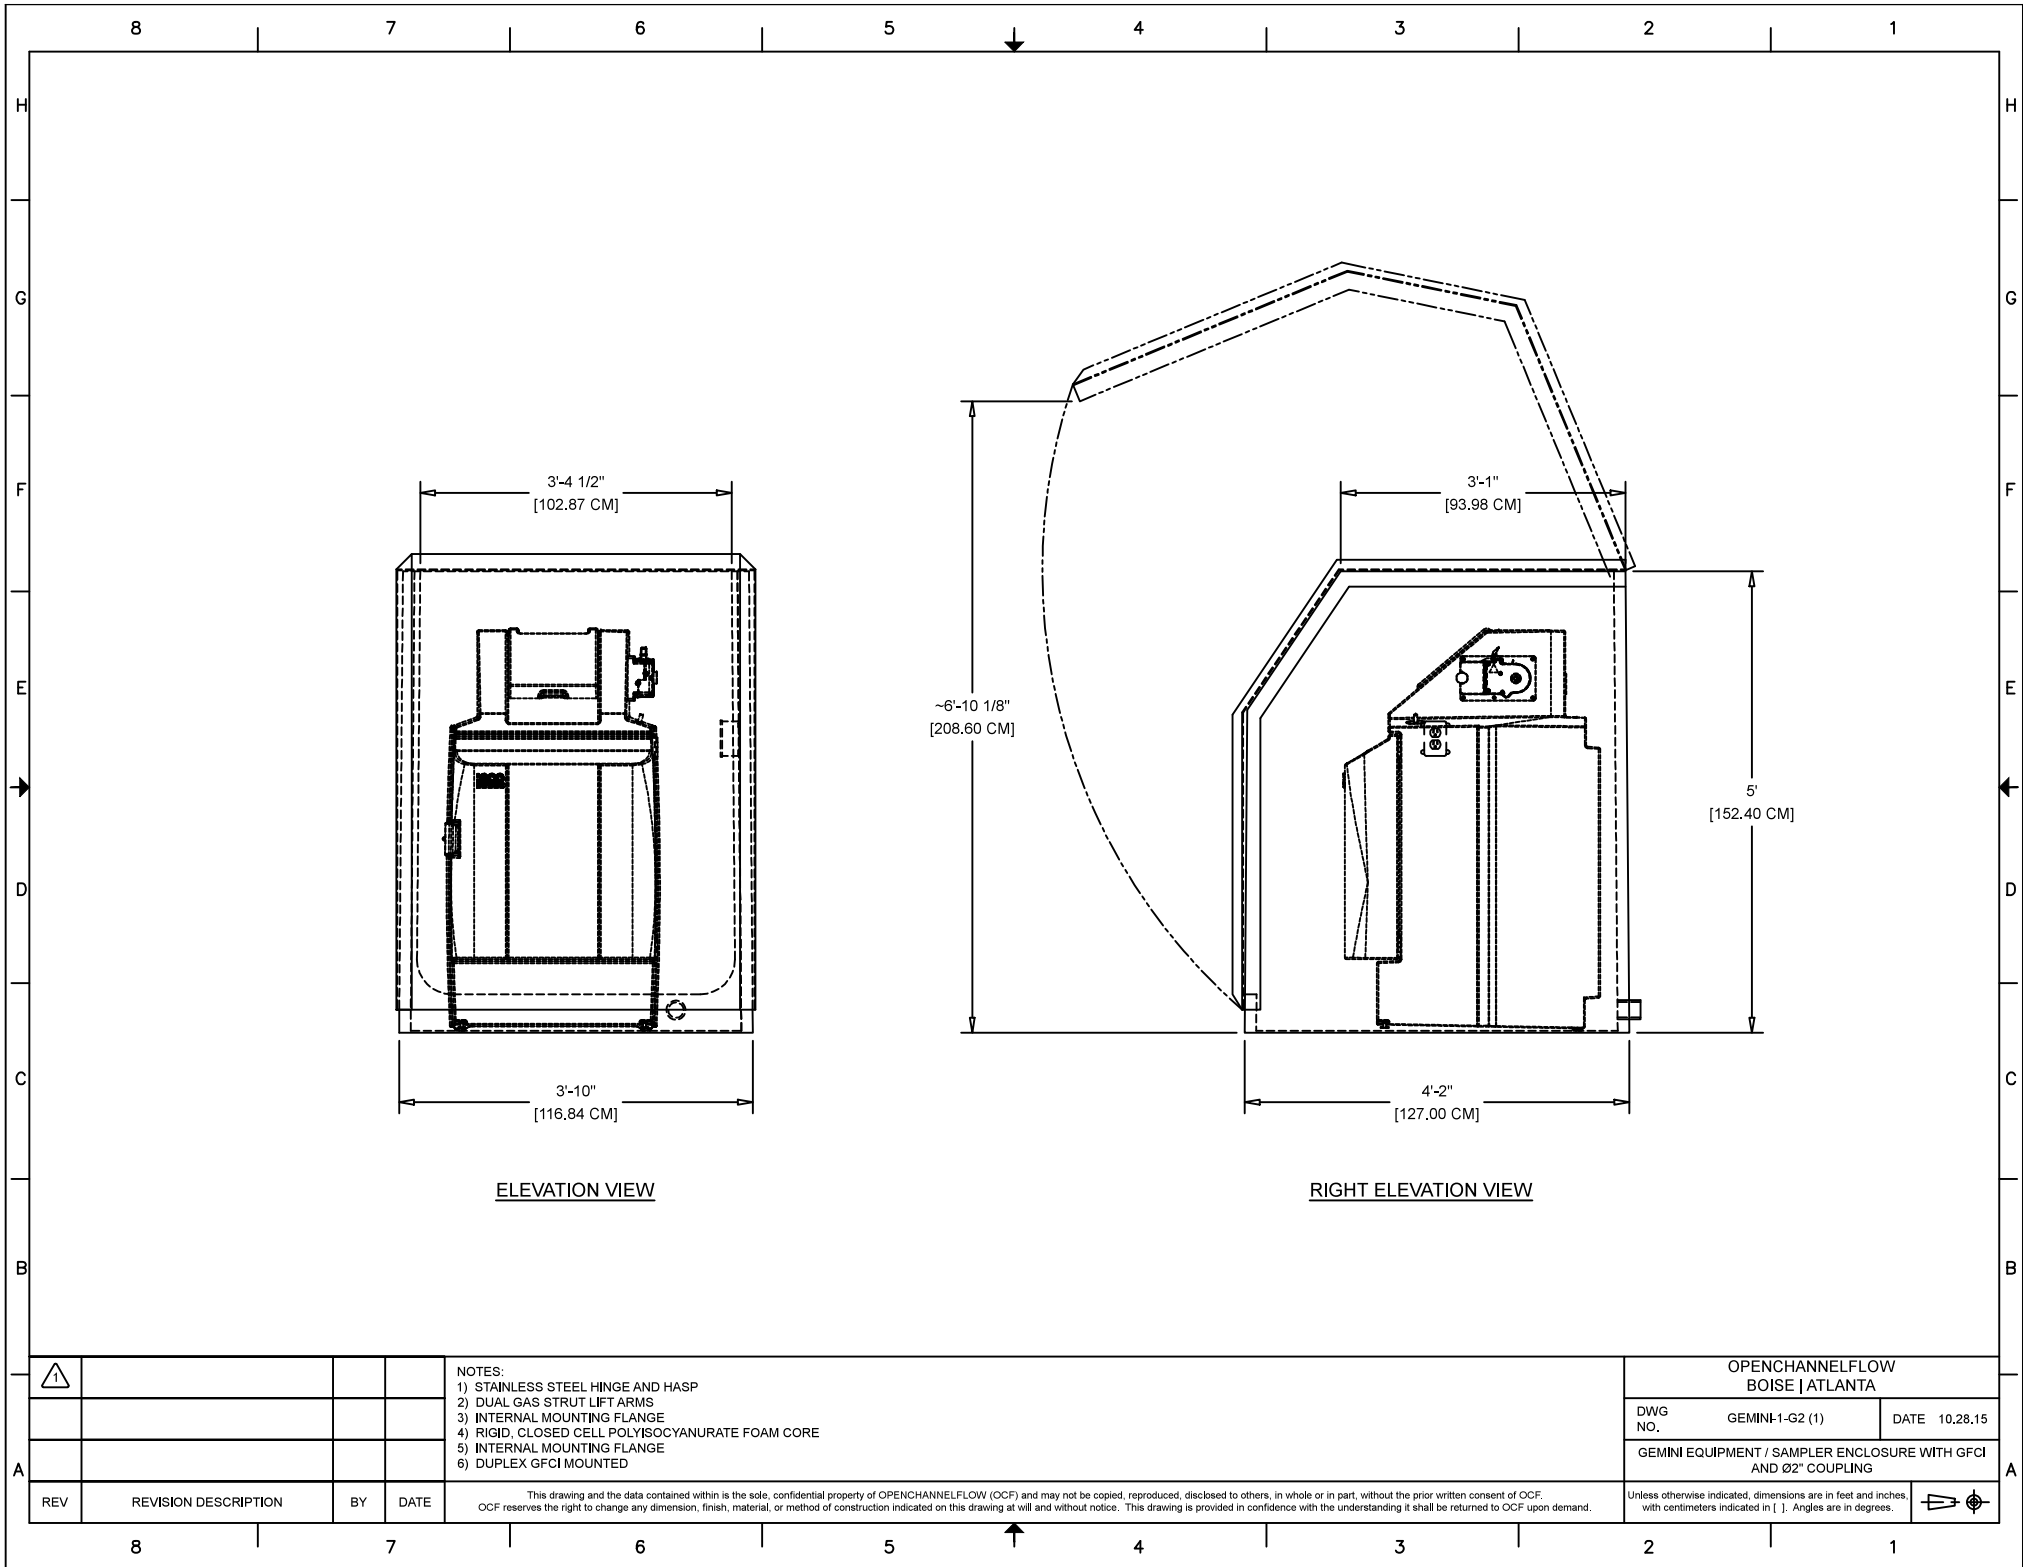 8 7 6 5 4 3 2 1
H H
G G
F F
E E
D D
C C
B B
A A
3'-4 1/2"
[102.87 CM]
3'-10"
[116.84 CM]
ELEVATION VIEW
~6'-10 1/8"
[208.60 CM]
3'-1"
[93.98 CM]
5'
[152.40 CM]
4'-2"
[127.00 CM]
RIGHT ELEVATION VIEW
1
REV REVISION DESCRIPTION BY DATE
NOTES:
1) STAINLESS STEEL HINGE AND HASP
2) DUAL GAS STRUT LIFT ARMS
3) INTERNAL MOUNTING FLANGE
4) RIGID, CLOSED CELL POLYISOCYANURATE FOAM CORE
5) INTERNAL MOUNTING FLANGE
6) DUPLEX GFCI MOUNTED
This drawing and the data contained within is the sole, confidential property of OPENCHANNELFLOW (OCF) and may not be copied, reproduced, disclosed to others, in whole or in part, without the prior written consent of OCF.
OCF reserves the right to change any dimension, finish, material, or method of construction indicated on this drawing at will and without notice. This drawing is provided in confidence with the understanding it shall be returned to OCF upon demand.
OPENCHANNELFLOW
BOISE | ATLANTA
DWG NO. GEMINI-1-G2 (1) DATE 10.28.15
GEMINI EQUIPMENT / SAMPLER ENCLOSURE WITH GFCI
AND Ø2" COUPLING
Unless otherwise indicated, dimensions are in feet and inches,
with centimeters indicated in [ ]. Angles are in degrees.
8 7 6 5 4 3 2 1